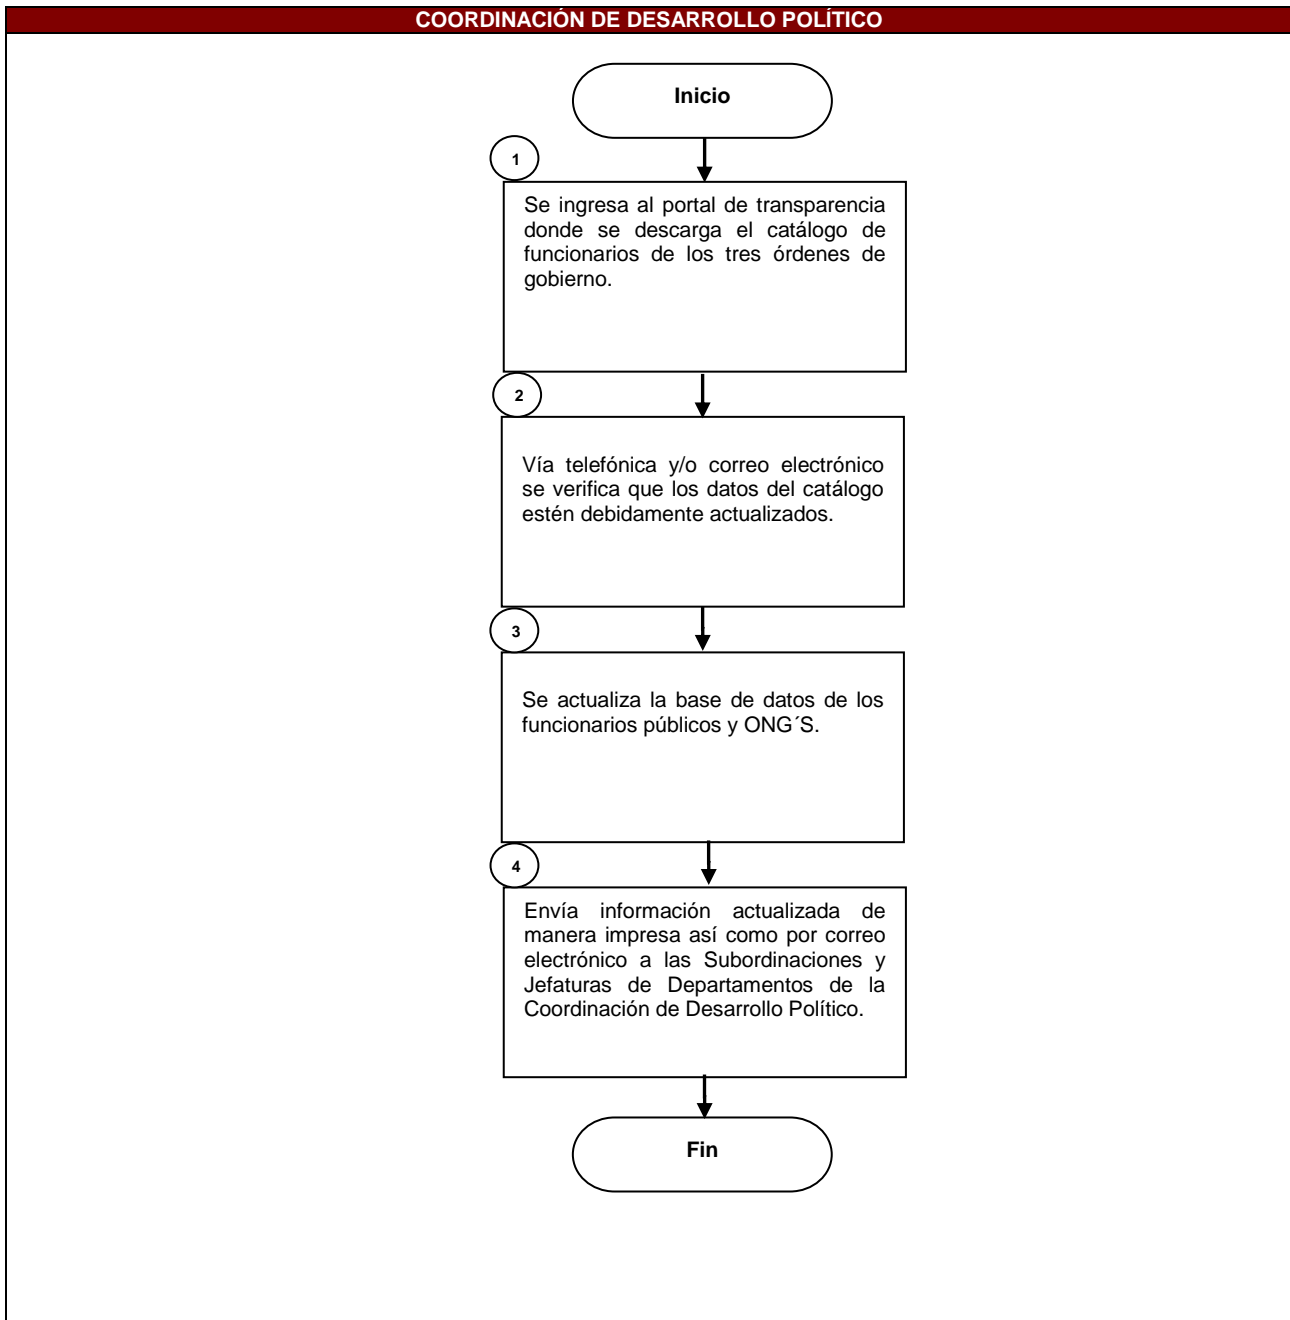 COORDINACIÓN DE DESARROLLO POLÍTICO
Inicio
1
Se ingresa al portal de transparencia
donde se descarga el catálogo de
funcionarios de los tres órdenes de
gobierno.
2
Vía telefónica y/o correo electrónico
se verifica que los datos del catálogo
estén debidamente actualizados.
3
Se actualiza la base de datos de los
funcionarios públicos y ONG´S.
4
Envía información actualizada de
manera impresa así como por correo
electrónico a las Subordinaciones y
Jefaturas de Departamentos de la
Coordinación de Desarrollo Político.
Fin